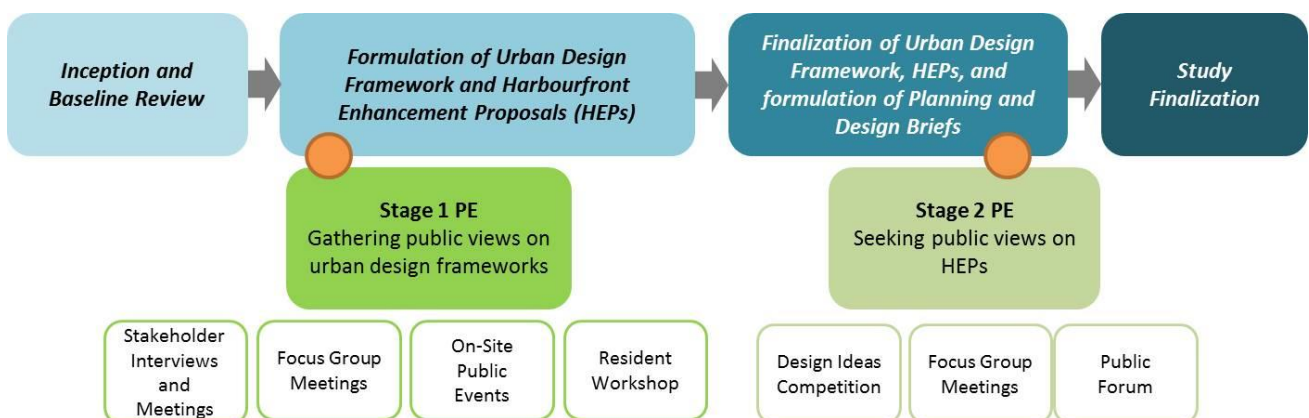 Inception and
Baseline Review
Formulation of Urban Design
Framework and Harbourfront
Enhancement Proposals (HEPs)
Finalization of Urban Design
Framework, HEPs, and
formulation of Planning and
Design Briefs
Study
Finalization
Stage 1 PE
Gathering public views on
urban design frameworks
Stage 2 PE
Seeking public views on
HEPs
Stakeholder
Interviews
and
Meetings
Focus Group
Meetings
On-Site
Public
Events
Resident
Workshop
Design Ideas
Competition
Focus Group
Meetings
Public
Forum